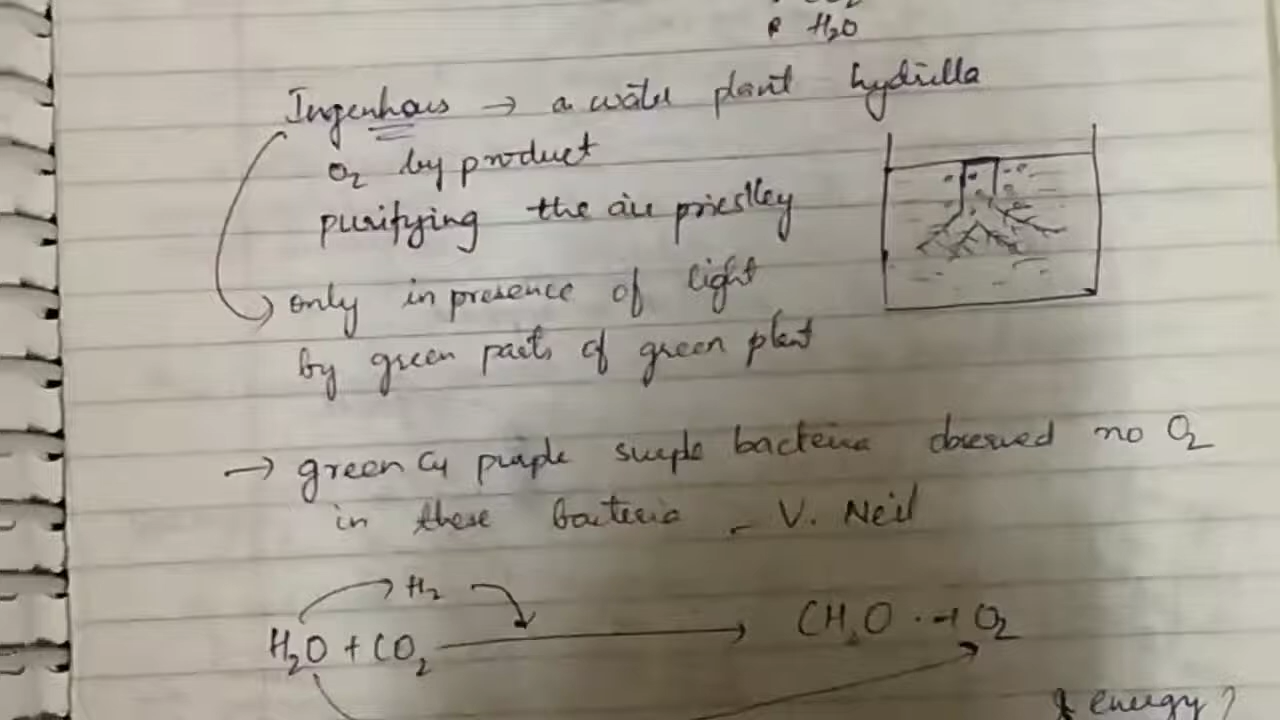 H₂O
Ingenhous → a water plant hydrilla
O₂ by product
purifying the air priestley
only in presence of light
by green parts of green plant
→ green & purple bacteria observed no O₂
in these bacteria - V. Neil
H₂
H₂O + CO₂ → CH₂O + O₂
energy?